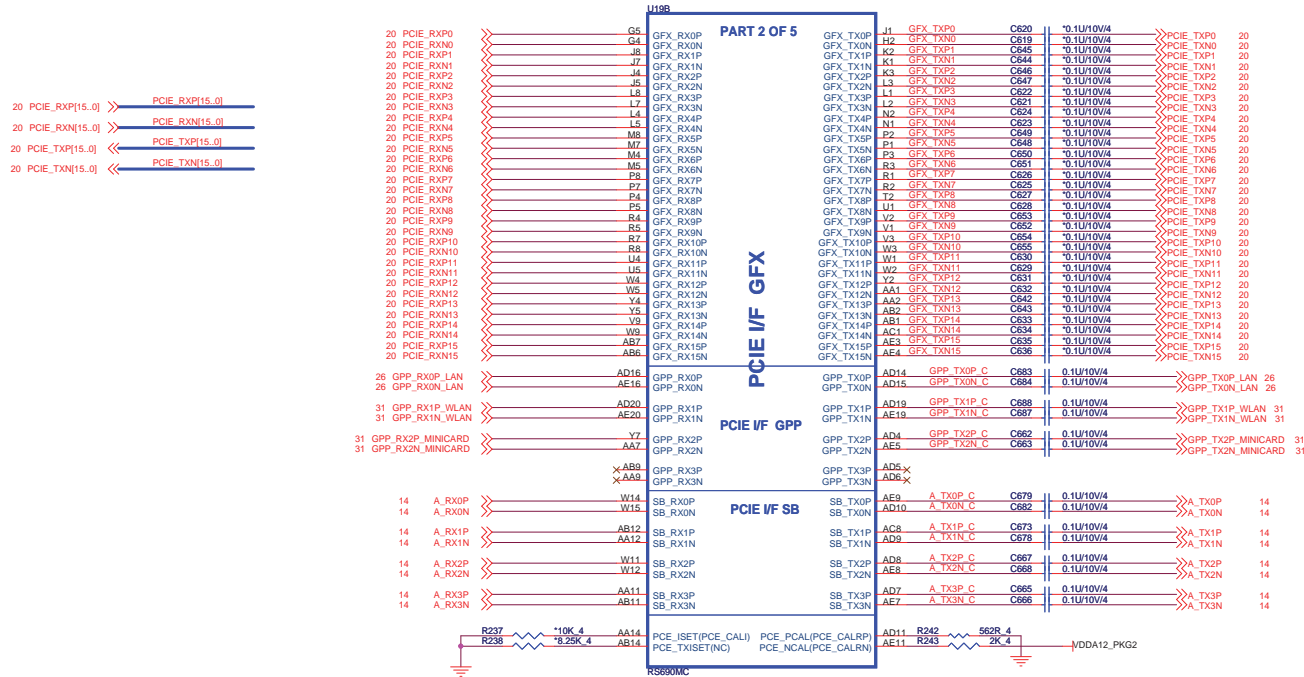 U19B
PART 2 OF 5
20 PCIE_RXP[15..0] PCIE_RXP[15..0]
20 PCIE_RXN[15..0] PCIE_RXN[15..0]
20 PCIE_TXP[15..0] PCIE_TXP[15..0]
20 PCIE_TXN[15..0] PCIE_TXN[15..0]
20 PCIE_RXP0 G5 GFX_RX0P GFX_TX0P J1 GFX_TXP0 C620 *0.1U/10V/4 PCIE_TXP0 20
20 PCIE_RXN0 G4 GFX_RX0N GFX_TX0N H2 GFX_TXN0 C619 *0.1U/10V/4 PCIE_TXN0 20
20 PCIE_RXP1 J8 GFX_RX1P GFX_TX1P K2 GFX_TXP1 C645 *0.1U/10V/4 PCIE_TXP1 20
20 PCIE_RXN1 J7 GFX_RX1N GFX_TX1N K1 GFX_TXN1 C644 *0.1U/10V/4 PCIE_TXN1 20
20 PCIE_RXP2 J4 GFX_RX2P GFX_TX2P K3 GFX_TXP2 C646 *0.1U/10V/4 PCIE_TXP2 20
20 PCIE_RXN2 J5 GFX_RX2N GFX_TX2N L3 GFX_TXN2 C647 *0.1U/10V/4 PCIE_TXN2 20
20 PCIE_RXP3 L8 GFX_RX3P GFX_TX3P L1 GFX_TXP3 C622 *0.1U/10V/4 PCIE_TXP3 20
20 PCIE_RXN3 L7 GFX_RX3N GFX_TX3N L2 GFX_TXN3 C621 *0.1U/10V/4 PCIE_TXN3 20
20 PCIE_RXP4 L4 GFX_RX4P GFX_TX4P N2 GFX_TXP4 C624 *0.1U/10V/4 PCIE_TXP4 20
20 PCIE_RXN4 L5 GFX_RX4N GFX_TX4N N1 GFX_TXN4 C623 *0.1U/10V/4 PCIE_TXN4 20
20 PCIE_RXP5 M8 GFX_RX5P GFX_TX5P P2 GFX_TXP5 C649 *0.1U/10V/4 PCIE_TXP5 20
20 PCIE_RXN5 M7 GFX_RX5N GFX_TX5N P1 GFX_TXN5 C648 *0.1U/10V/4 PCIE_TXN5 20
20 PCIE_RXP6 M4 GFX_RX6P GFX_TX6P P3 GFX_TXP6 C650 *0.1U/10V/4 PCIE_TXP6 20
20 PCIE_RXN6 M5 GFX_RX6N GFX_TX6N R3 GFX_TXN6 C651 *0.1U/10V/4 PCIE_TXN6 20
20 PCIE_RXP7 P8 GFX_RX7P GFX_TX7P R1 GFX_TXP7 C626 *0.1U/10V/4 PCIE_TXP7 20
20 PCIE_RXN7 P7 GFX_RX7N GFX_TX7N R2 GFX_TXN7 C625 *0.1U/10V/4 PCIE_TXN7 20
20 PCIE_RXP8 P4 GFX_RX8P GFX_TX8P T2 GFX_TXP8 C627 *0.1U/10V/4 PCIE_TXP8 20
20 PCIE_RXN8 P5 GFX_RX8N GFX_TX8N U1 GFX_TXN8 C628 *0.1U/10V/4 PCIE_TXN8 20
20 PCIE_RXP9 R4 GFX_RX9P GFX_TX9P V2 GFX_TXP9 C653 *0.1U/10V/4 PCIE_TXP9 20
20 PCIE_RXN9 R5 GFX_RX9N GFX_TX9N V1 GFX_TXN9 C652 *0.1U/10V/4 PCIE_TXN9 20
20 PCIE_RXP10 R7 GFX_RX10P GFX_TX10P V3 GFX_TXP10 C654 *0.1U/10V/4 PCIE_TXP10 20
20 PCIE_RXN10 R8 GFX_RX10N GFX_TX10N W3 GFX_TXN10 C655 *0.1U/10V/4 PCIE_TXN10 20
20 PCIE_RXP11 U4 GFX_RX11P GFX_TX11P W1 GFX_TXP11 C630 *0.1U/10V/4 PCIE_TXP11 20
20 PCIE_RXN11 U5 GFX_RX11N GFX_TX11N W2 GFX_TXN11 C629 *0.1U/10V/4 PCIE_TXN11 20
20 PCIE_RXP12 W4 GFX_RX12P GFX_TX12P Y2 GFX_TXP12 C631 *0.1U/10V/4 PCIE_TXP12 20
20 PCIE_RXN12 W5 GFX_RX12N GFX_TX12N AA1 GFX_TXN12 C632 *0.1U/10V/4 PCIE_TXN12 20
20 PCIE_RXP13 Y4 GFX_RX13P GFX_TX13P AA2 GFX_TXP13 C642 *0.1U/10V/4 PCIE_TXP13 20
20 PCIE_RXN13 Y5 GFX_RX13N GFX_TX13N AB2 GFX_TXN13 C643 *0.1U/10V/4 PCIE_TXN13 20
20 PCIE_RXP14 V9 GFX_RX14P GFX_TX14P AB1 GFX_TXP14 C633 *0.1U/10V/4 PCIE_TXP14 20
20 PCIE_RXN14 W9 GFX_RX14N GFX_TX14N AC1 GFX_TXN14 C634 *0.1U/10V/4 PCIE_TXN14 20
20 PCIE_RXP15 AB7 GFX_RX15P GFX_TX15P AE3 GFX_TXP15 C635 *0.1U/10V/4 PCIE_TXP15 20
20 PCIE_RXN15 AB6 GFX_RX15N GFX_TX15N AE4 GFX_TXN15 C636 *0.1U/10V/4 PCIE_TXN15 20
PCIE I/F GFX
26 GPP_RX0P_LAN AD16 GPP_RX0P GPP_TX0P AD14 GPP_TX0P_C C683 0.1U/10V/4 GPP_TX0P_LAN 26
26 GPP_RX0N_LAN AE16 GPP_RX0N GPP_TX0N AD15 GPP_TX0N_C C684 0.1U/10V/4 GPP_TX0N_LAN 26
31 GPP_RX1P_WLAN AD20 GPP_RX1P GPP_TX1P AD19 GPP_TX1P_C C688 0.1U/10V/4 GPP_TX1P_WLAN 31
31 GPP_RX1N_WLAN AE20 GPP_RX1N GPP_TX1N AE19 GPP_TX1N_C C687 0.1U/10V/4 GPP_TX1N_WLAN 31
PCIE I/F GPP
31 GPP_RX2P_MINICARD Y7 GPP_RX2P GPP_TX2P AD4 GPP_TX2P_C C662 0.1U/10V/4 GPP_TX2P_MINICARD 31
31 GPP_RX2N_MINICARD AA7 GPP_RX2N GPP_TX2N AE5 GPP_TX2N_C C663 0.1U/10V/4 GPP_TX2N_MINICARD 31
AB9 GPP_RX3P GPP_TX3P AD5
AA9 GPP_RX3N GPP_TX3N AD6
14 A_RX0P W14 SB_RX0P SB_TX0P AE9 A_TX0P_C C679 0.1U/10V/4 A_TX0P 14
PCIE I/F SB
14 A_RX0N W15 SB_RX0N SB_TX0N AD10 A_TX0N_C C682 0.1U/10V/4 A_TX0N 14
14 A_RX1P AB12 SB_RX1P SB_TX1P AC8 A_TX1P_C C673 0.1U/10V/4 A_TX1P 14
14 A_RX1N AA12 SB_RX1N SB_TX1N AD9 A_TX1N_C C678 0.1U/10V/4 A_TX1N 14
14 A_RX2P W11 SB_RX2P SB_TX2P AD8 A_TX2P_C C667 0.1U/10V/4 A_TX2P 14
14 A_RX2N W12 SB_RX2N SB_TX2N AE8 A_TX2N_C C668 0.1U/10V/4 A_TX2N 14
14 A_RX3P AA11 SB_RX3P SB_TX3P AD7 A_TX3P_C C665 0.1U/10V/4 A_TX3P 14
14 A_RX3N AB11 SB_RX3N SB_TX3N AE7 A_TX3N_C C666 0.1U/10V/4 A_TX3N 14
R237 *10K_4 AA14 PCE_ISET(PCE_CALI) PCE_PCAL(PCE_CALRP) AD11 R242 562R_4
R238 *8.25K_4 AB14 PCE_TXISET(NC) PCE_NCAL(PCE_CALRN) AE11 R243 2K_4 VDDA12_PKG2
RS690MC